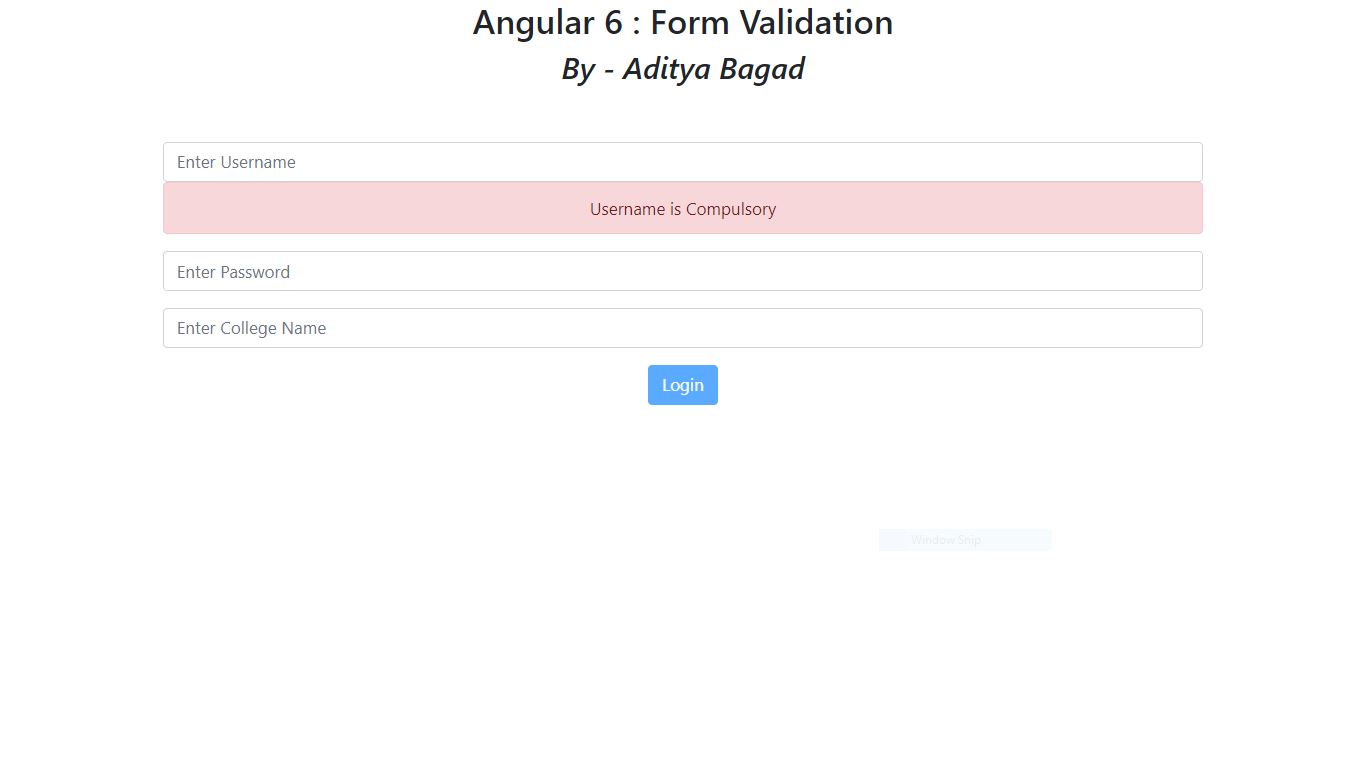 Angular 6 : Form Validation
By - Aditya Bagad
Enter Username
Username is Compulsory
Enter Password
Enter College Name
Login
Window Snip